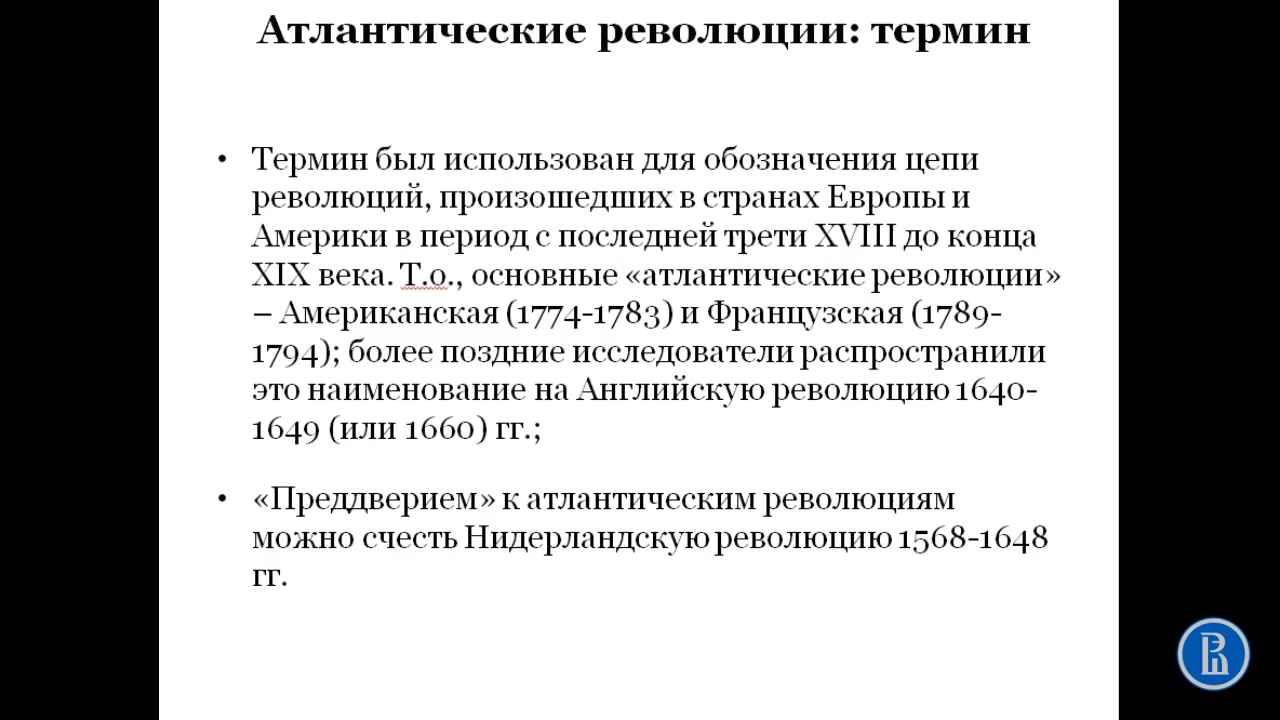 Атлантические революции: термин
• Термин был использован для обозначения цепи
революций, произошедших в странах Европы и
Америки в период с последней трети XVIII до конца
XIX века. Т.о., основные «атлантические революции»
– Американская (1774-1783) и Французская (1789-
1794); более поздние исследователи распространили
это наименование на Английскую революцию 1640-
1649 (или 1660) гг.;
• «Преддверием» к атлантическим революциям
можно счесть Нидерландскую революцию 1568-1648
гг.